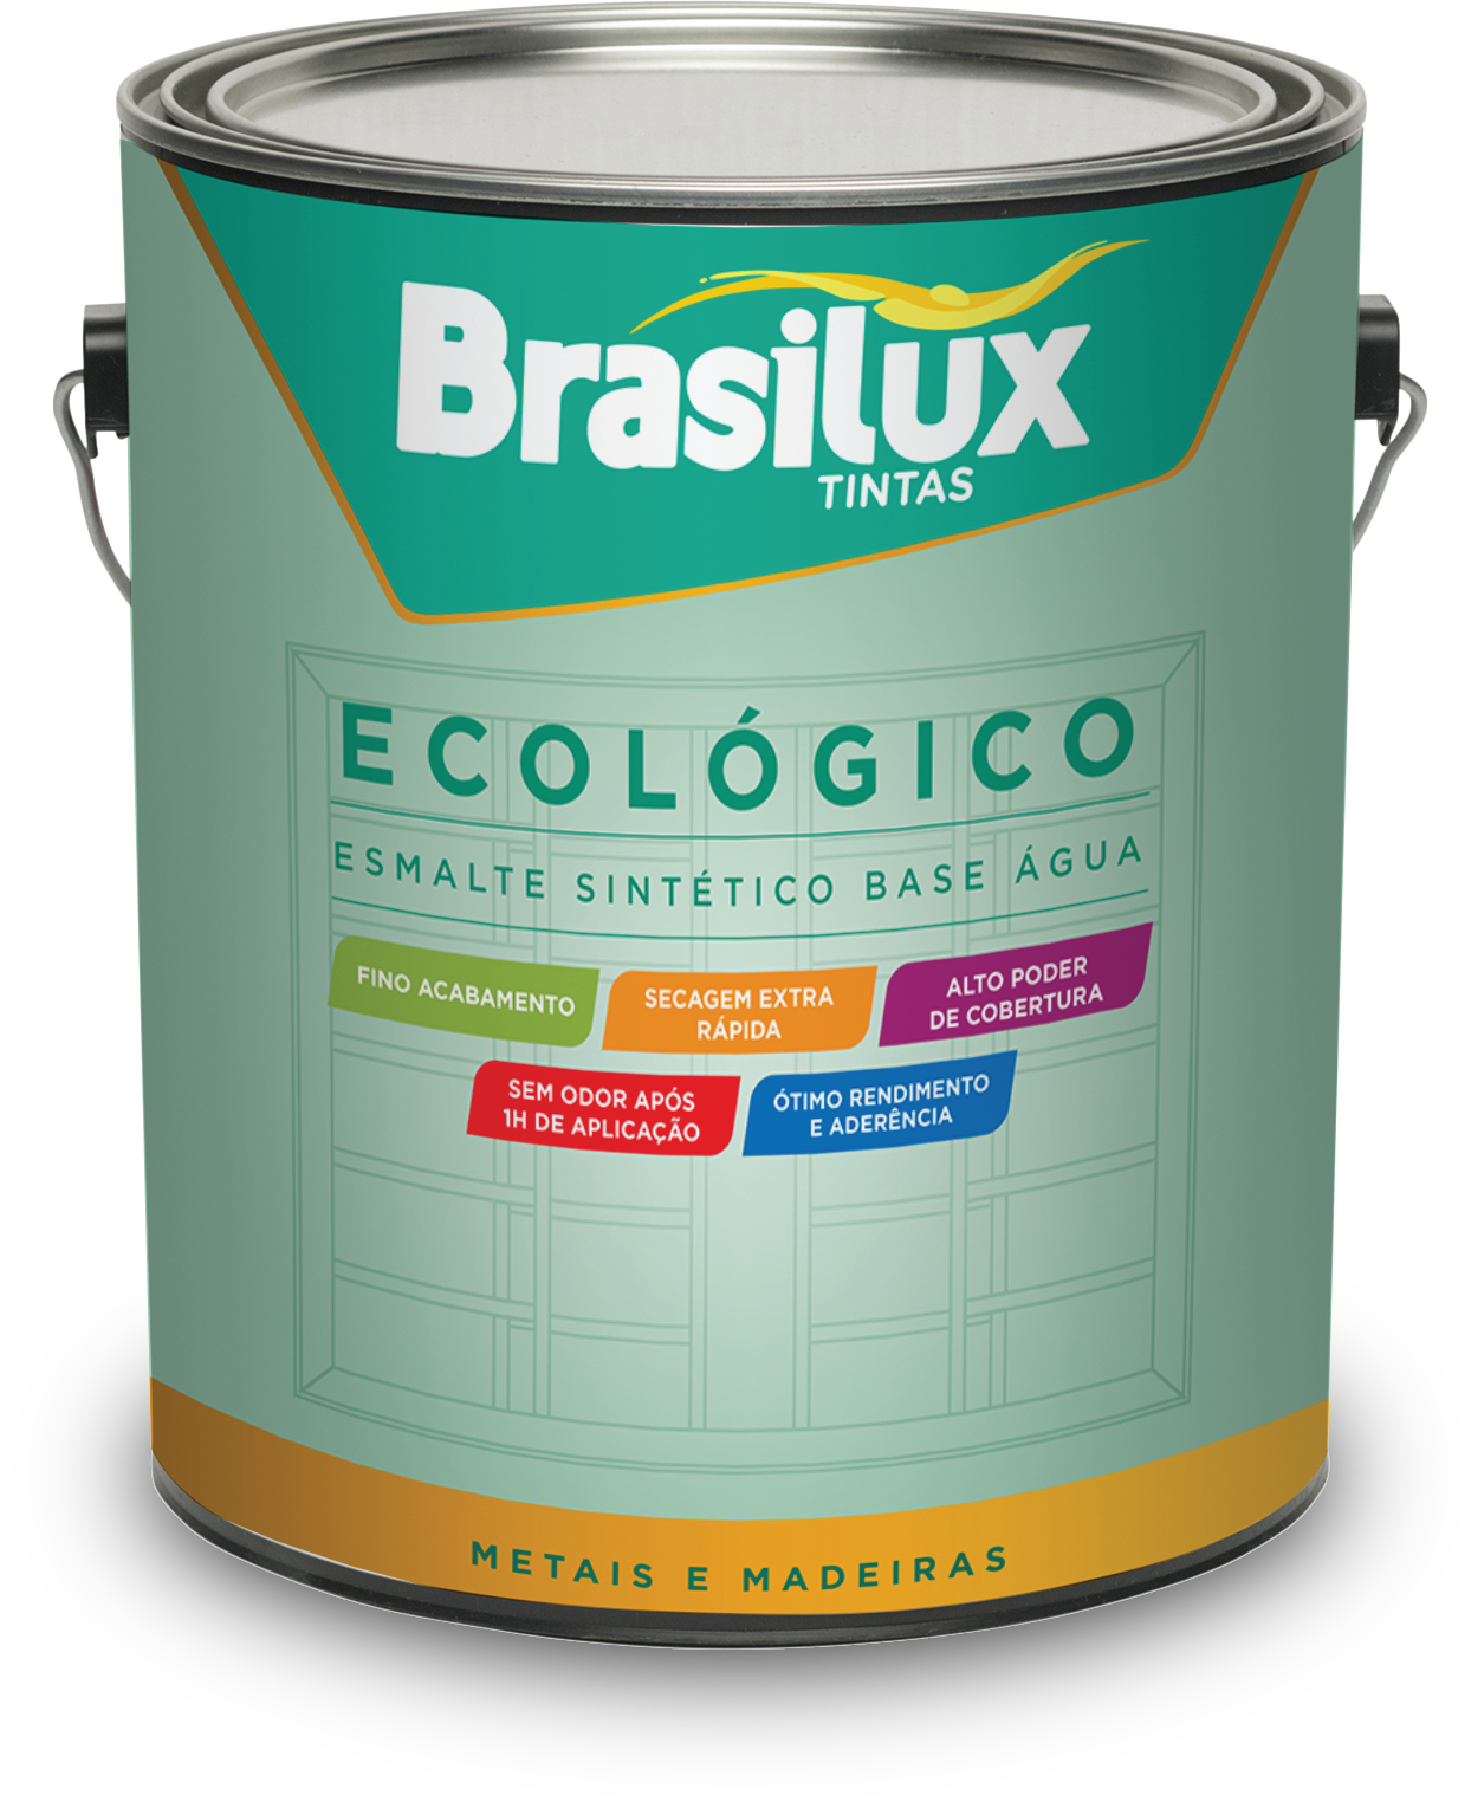 Brasilux
TINTAS
ECOLÓGICO
ESMALTE SINTÉTICO BASE ÁGUA
FINO ACABAMENTO
SECAGEM EXTRA
RÁPIDA
ALTO PODER
DE COBERTURA
SEM ODOR APÓS
1H DE APLICAÇÃO
ÓTIMO RENDIMENTO
E ADERÊNCIA
METAIS E MADEIRAS